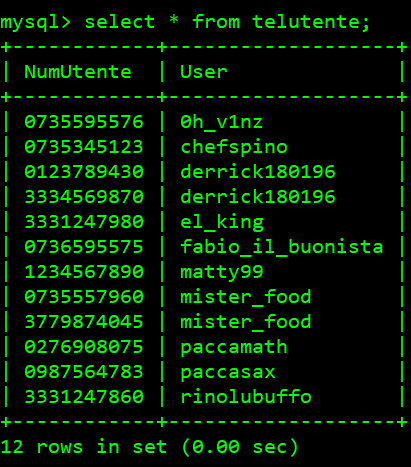 mysql> select * from telutente;
+------------+-------------------+
| NumUtente  | User              |
+------------+-------------------+
| 0735595576 | 0h_v1nz           |
| 0735345123 | chefspino         |
| 0123789430 | derrick180196     |
| 3334569870 | derrick180196     |
| 3331247980 | el_king           |
| 0736595575 | fabio_il_buonista |
| 1234567890 | matty99           |
| 0735557960 | mister_food       |
| 3779874045 | mister_food       |
| 0276908075 | paccamath         |
| 0987564783 | paccasax          |
| 3331247860 | rinolubuffo       |
+------------+-------------------+
12 rows in set (0.00 sec)